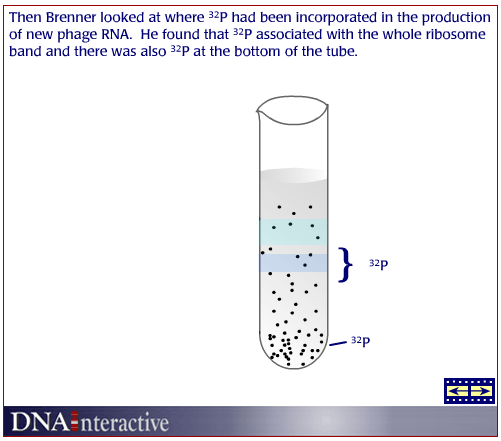 Then Brenner looked at where ³²P had been incorporated in the production
of new phage RNA.  He found that ³²P associated with the whole ribosome
band and there was also ³²P at the bottom of the tube.
} ³²P
³²P
DNAinteractive